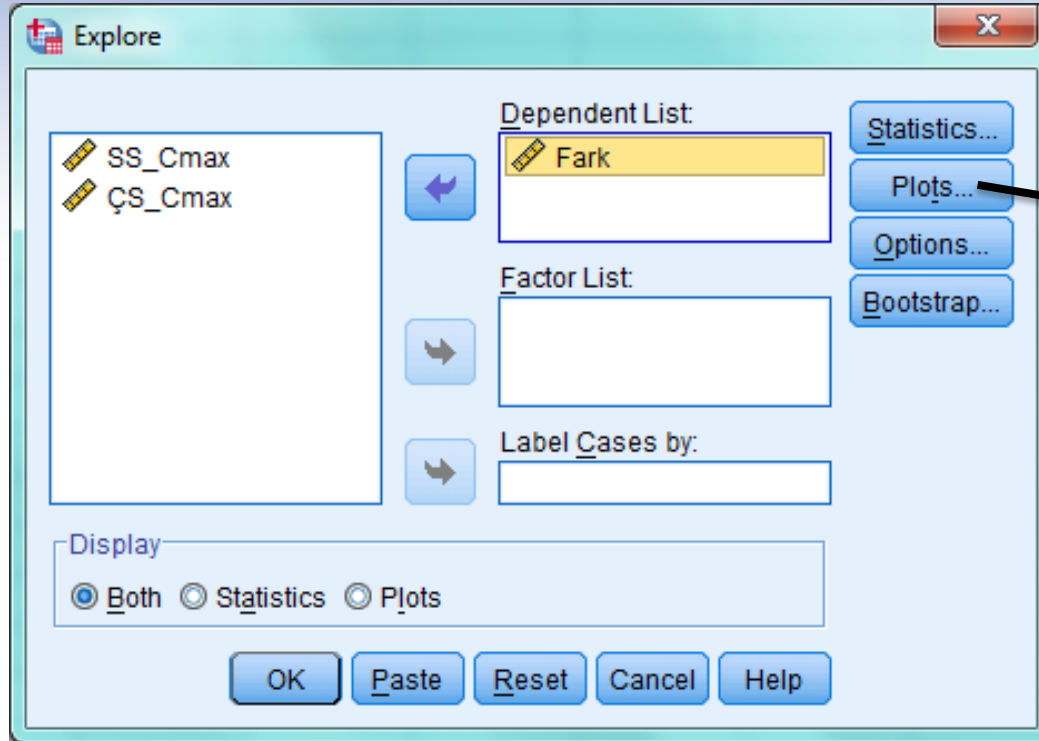 Explore
Dependent List:
SS_Cmax
ÇS_Cmax
Fark
Statistics...
Plots...
Options...
Bootstrap...
Factor List:
Label Cases by:
Display
Both Statistics Plots
OK Paste Reset Cancel Help